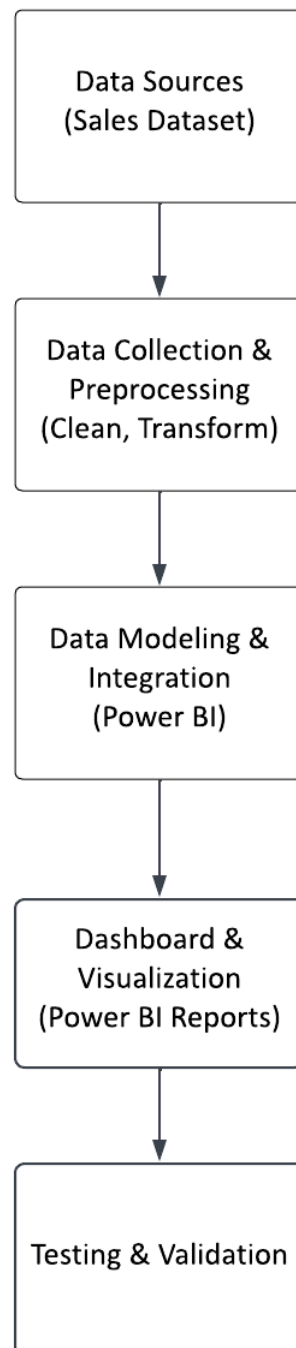 Data Sources
(Sales Dataset)
Data Collection &
Preprocessing
(Clean, Transform)
Data Modeling &
Integration
(Power BI)
Dashboard &
Visualization
(Power BI Reports)
Testing & Validation